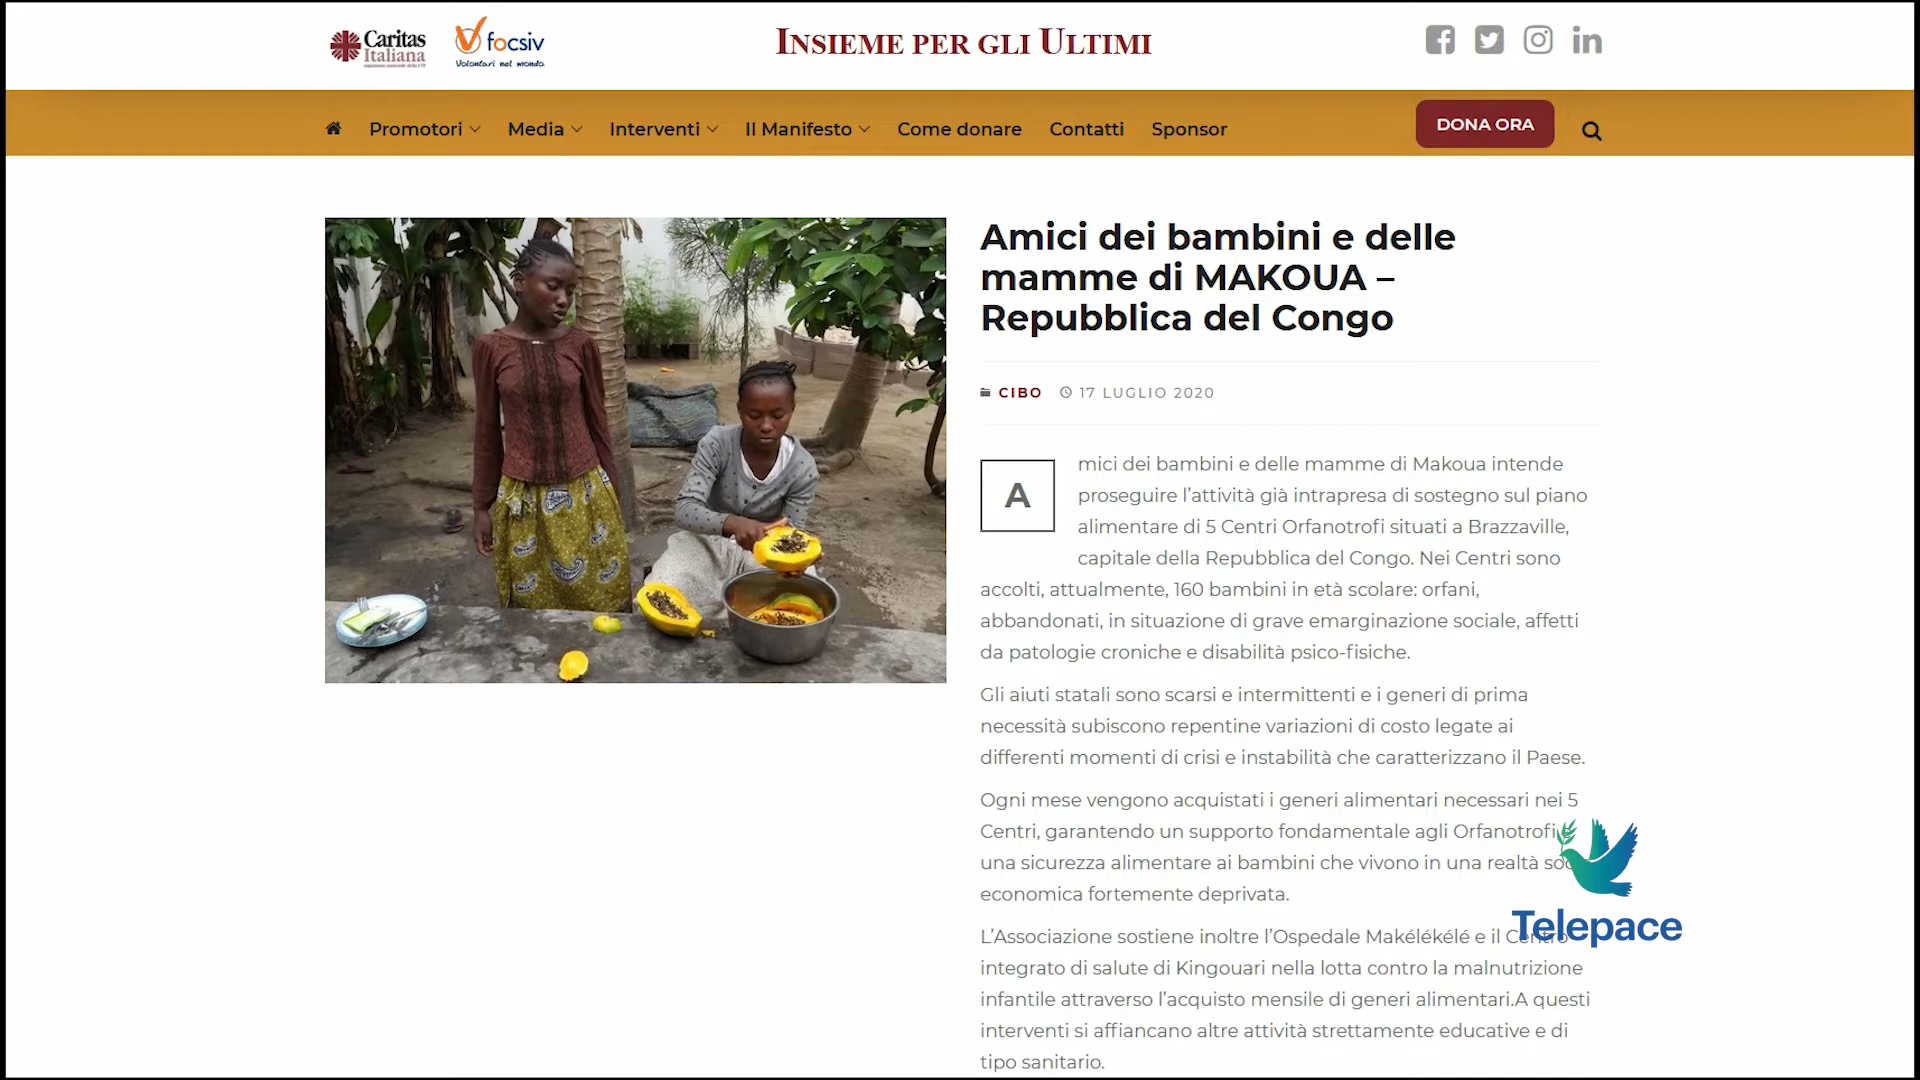 Caritas
Italiana
focsiv
Volontari nel mondo
INSIEME PER GLI ULTIMI
Promotori
Media
Interventi
Il Manifesto
Come donare
Contatti
Sponsor
DONA ORA
Amici dei bambini e delle
mamme di MAKOUA –
Repubblica del Congo
CIBO
17 LUGLIO 2020
A
mici dei bambini e delle mamme di Makoua intende
proseguire l’attività già intrapresa di sostegno sul piano
alimentare di 5 Centri Orfanotrofi situati a Brazzaville,
capitale della Repubblica del Congo. Nei Centri sono
accolti, attualmente, 160 bambini in età scolare: orfani,
abbandonati, in situazione di grave emarginazione sociale, affetti
da patologie croniche e disabilità psico-fisiche.
Gli aiuti statali sono scarsi e intermittenti e i generi di prima
necessità subiscono repentine variazioni di costo legate ai
differenti momenti di crisi e instabilità che caratterizzano il Paese.
Ogni mese vengono acquistati i generi alimentari necessari nei 5
Centri, garantendo un supporto fondamentale agli Orfanotrofi
una sicurezza alimentare ai bambini che vivono in una realtà
economica fortemente deprivata.
L’Associazione sostiene inoltre l’Ospedale Makélékélé e il Centro
integrato di salute di Kingouari nella lotta contro la malnutrizione
infantile attraverso l’acquisto mensile di generi alimentari.A questi
interventi si affiancano altre attività strettamente educative e di
tipo sanitario.
Telepace